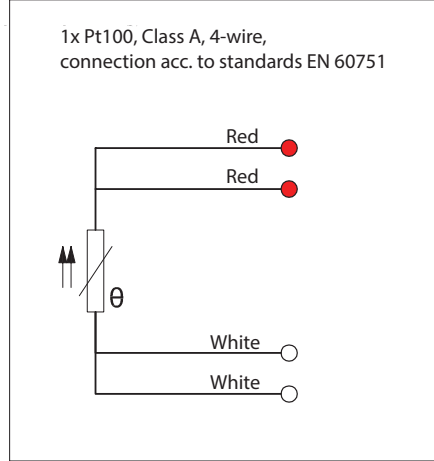 1x Pt100, Class A, 4-wire,
connection acc. to standards EN 60751
Red
Red
θ
White
White